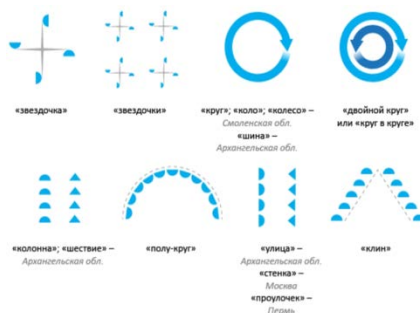 «звездочка»
«звездочки»
«круг»; «коло»; «колесо» –
Смоленская обл.
«шина» –
Архангельская обл.
«двойной круг»
или «круг в круге»
«колонна»; «шествие» –
Архангельская обл.
«полу-круг»
«улица» –
Архангельская обл.
«стенка» –
Москва
«проулочек» –
Пермь
«клин»